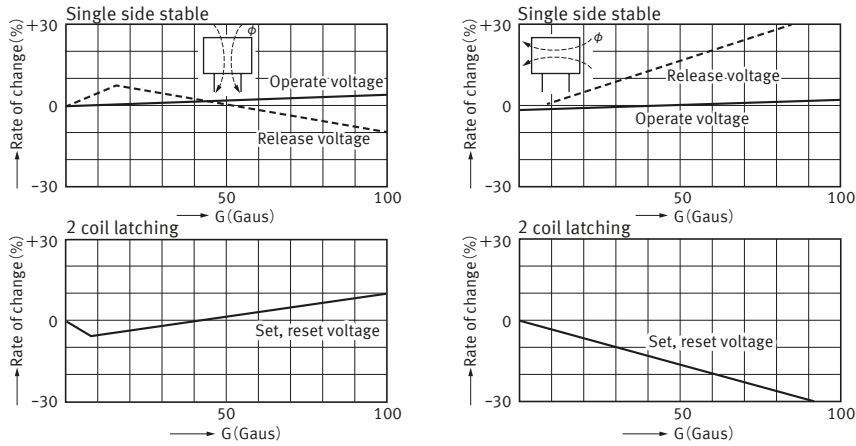 Single side stable
Rate of change (%)
+30
0
-30
ϕ
Operate voltage
Release voltage
50
100
G (Gaus)
Single side stable
Rate of change (%)
+30
0
-30
ϕ
Release voltage
Operate voltage
50
100
G (Gaus)
2 coil latching
Rate of change (%)
+30
0
-30
Set, reset voltage
50
100
G (Gaus)
2 coil latching
Rate of change (%)
+30
0
-30
Set, reset voltage
50
100
G (Gaus)